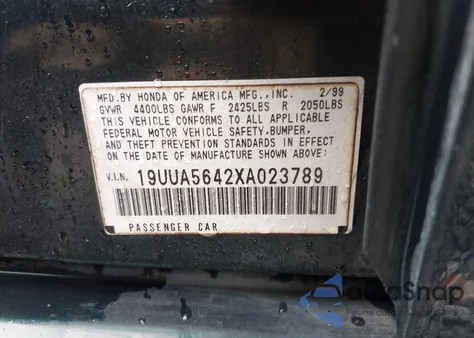 MFD.BY HONDA OF AMERICA MFG.,INC. 2/99
GVWR 4400LBS GAWR F 2425LBS R 2050LBS
THIS VEHICLE CONFORMS TO ALL APPLICABLE
FEDERAL MOTOR VEHICLE SAFETY,BUMPER,
AND THEFT PREVENTION STANDARDS IN EFFECT
ON THE DATE OF MANUFACTURE SHOWN ABOVE.
V.I.N. 19UUA5642XA023789
PASSENGER CAR
AutoSnap